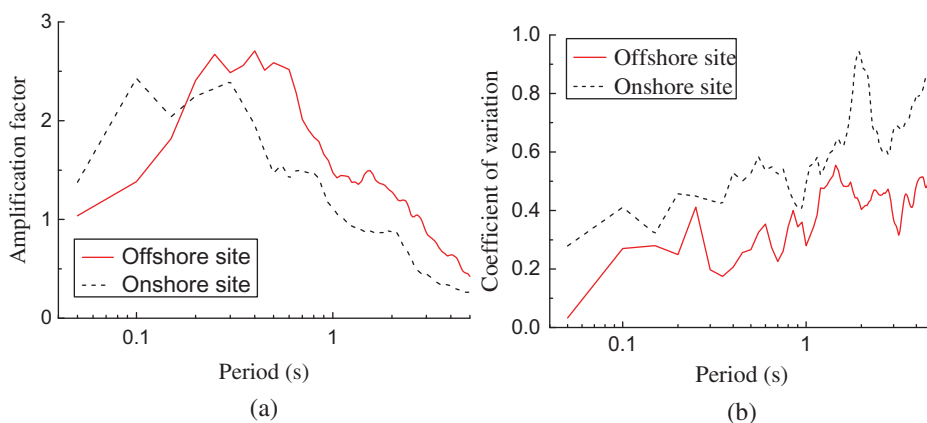 3
2
1
0
Amplification factor
Offshore site
Onshore site
0.1
1
Period (s)
(a)
1.0
0.8
0.6
0.4
0.2
0.0
Coefficient of variation
Offshore site
Onshore site
0.1
1
Period (s)
(b)